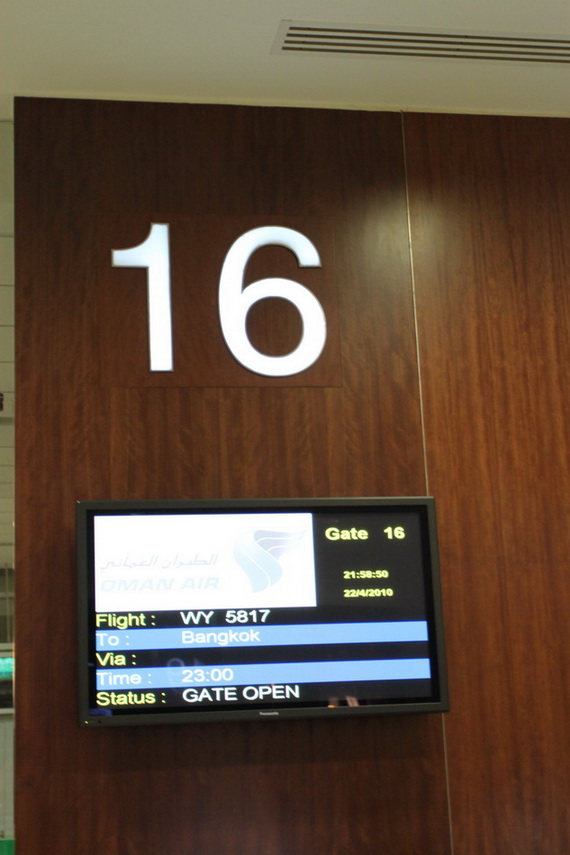 16
Gate 16
الطيران العماني
OMAN AIR
21:58:50
22/4/2010
Flight : WY 5817
To : Bangkok
Via :
Time : 23:00
Status : GATE OPEN
Panasonic